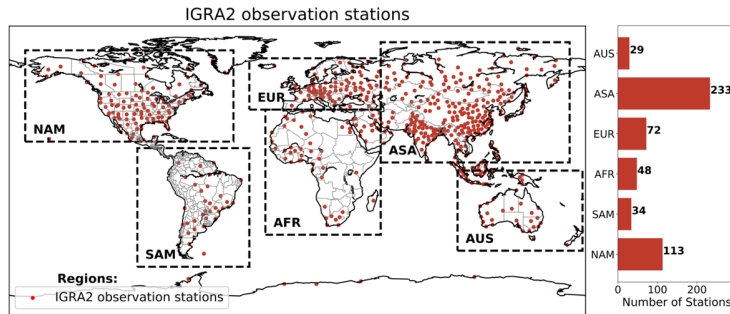 IGRA2 observation stations
NAM
EUR
ASA
SAM
AFR
AUS
Regions:
IGRA2 observation stations
AUS 29
ASA 233
EUR 72
AFR 48
SAM 34
NAM 113
0 100 200
Number of Stations